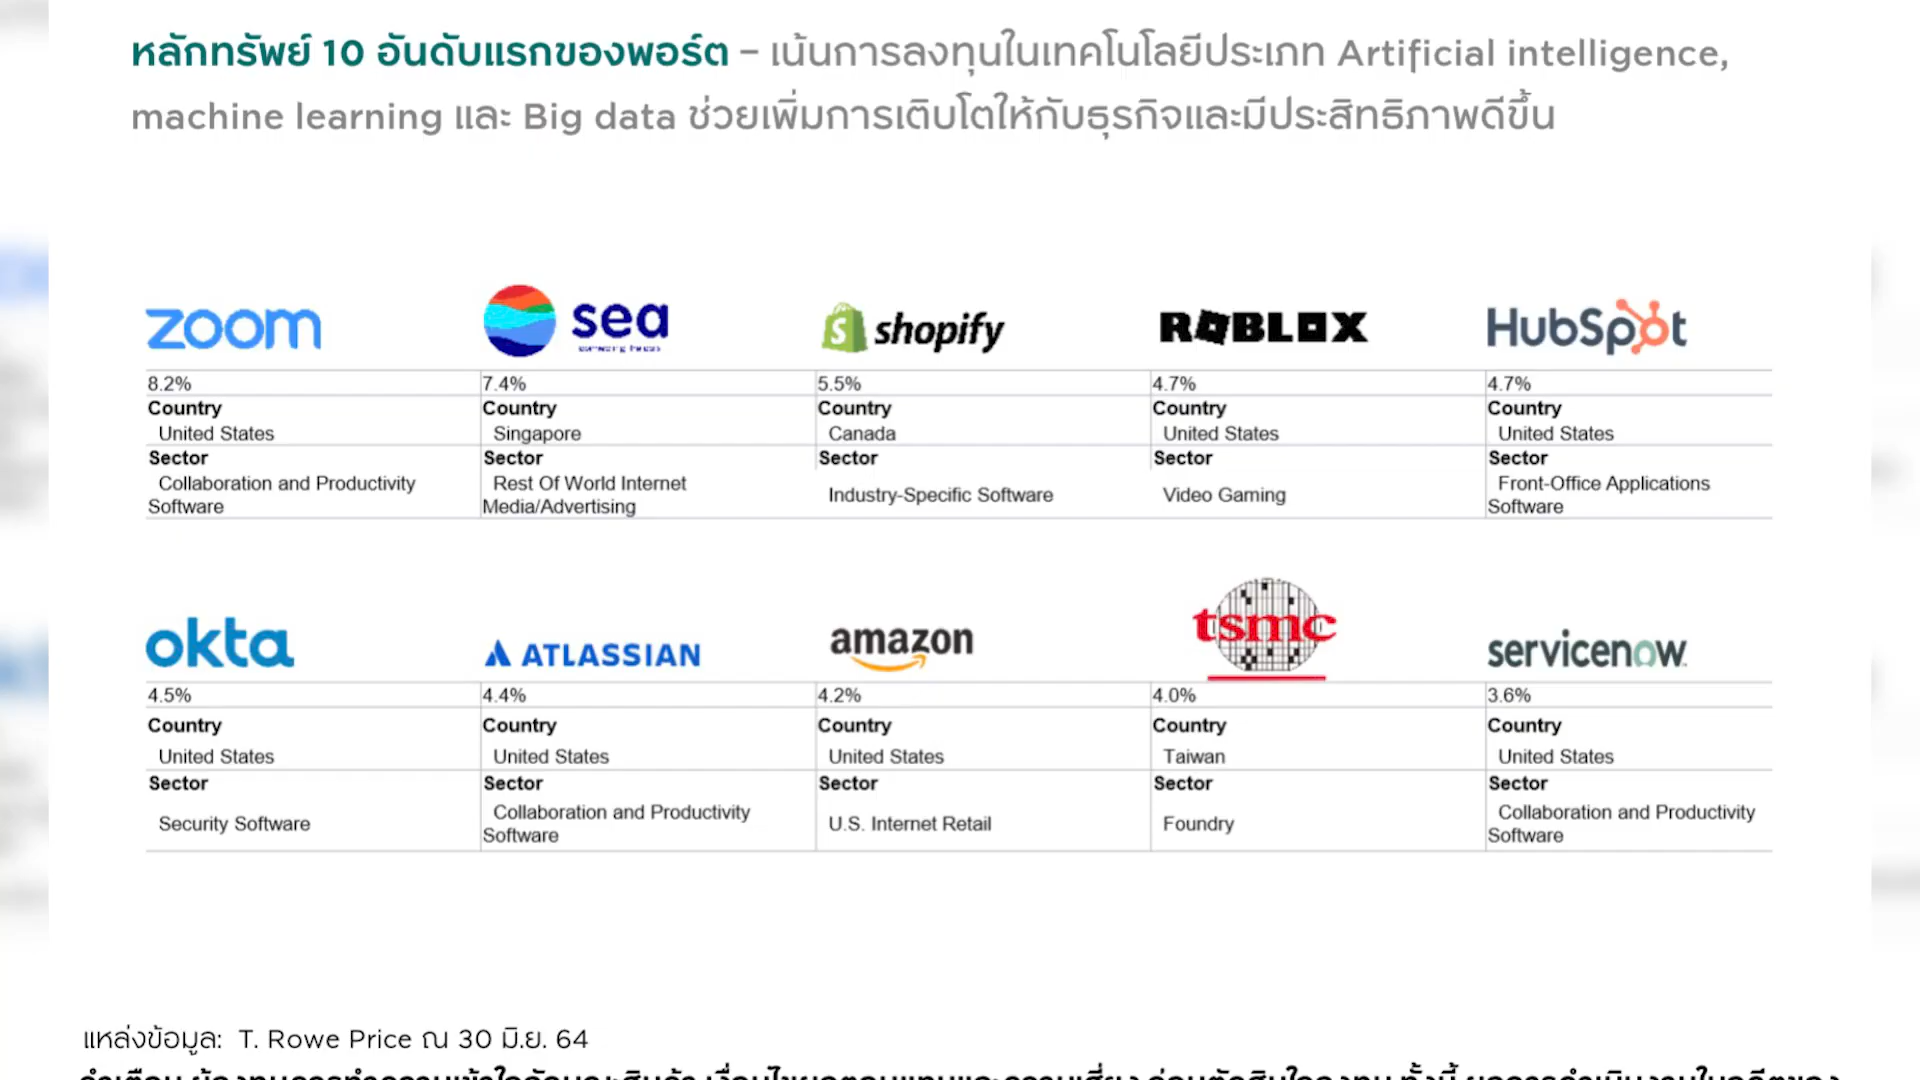 หลักทรัพย์ 10 อันดับแรกของพอร์ต – เน้นการลงทุนในเทคโนโลยีประเภท Artificial intelligence,
machine learning และ Big data ช่วยเพิ่มการเติบโตให้กับธุรกิจและมีประสิทธิภาพดีขึ้น
zoom sea shopify ROBLOX HubSpot
8.2% 7.4% 5.5% 4.7% 4.7%
Country Country Country Country Country
United States Singapore Canada United States United States
Sector Sector Sector Sector Sector
Collaboration and Productivity Rest Of World Internet Industry-Specific Software Video Gaming Front-Office Applications
Software Media/Advertising Software
okta ATLASSIAN amazon tsmc servicenow
4.5% 4.4% 4.2% 4.0% 3.6%
Country Country Country Country Country
United States United States United States Taiwan United States
Sector Sector Sector Sector Sector
Security Software Collaboration and Productivity U.S. Internet Retail Foundry Collaboration and Productivity
Software Software
แหล่งข้อมูล: T. Rowe Price ณ 30 มิ.ย. 64